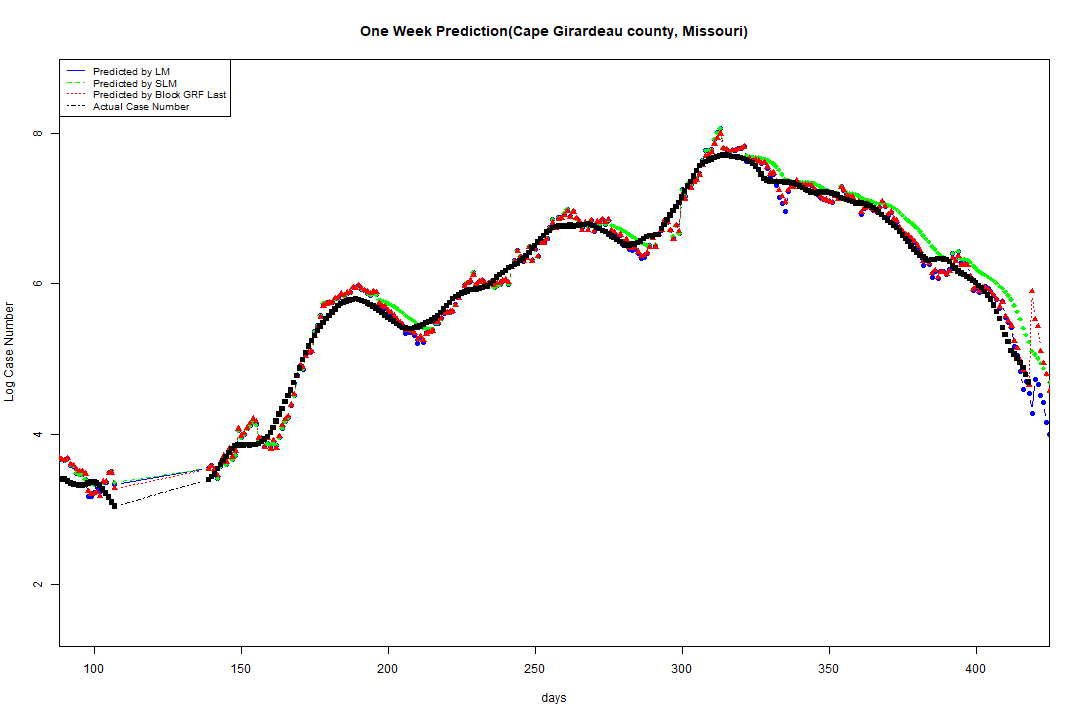 One Week Prediction(Cape Girardeau county, Missouri)
Predicted by LM
Predicted by SLM
Predicted by Block GRF Last
Actual Case Number
8
6
4
2
Log Case Number
100 150 200 250 300 350 400
days